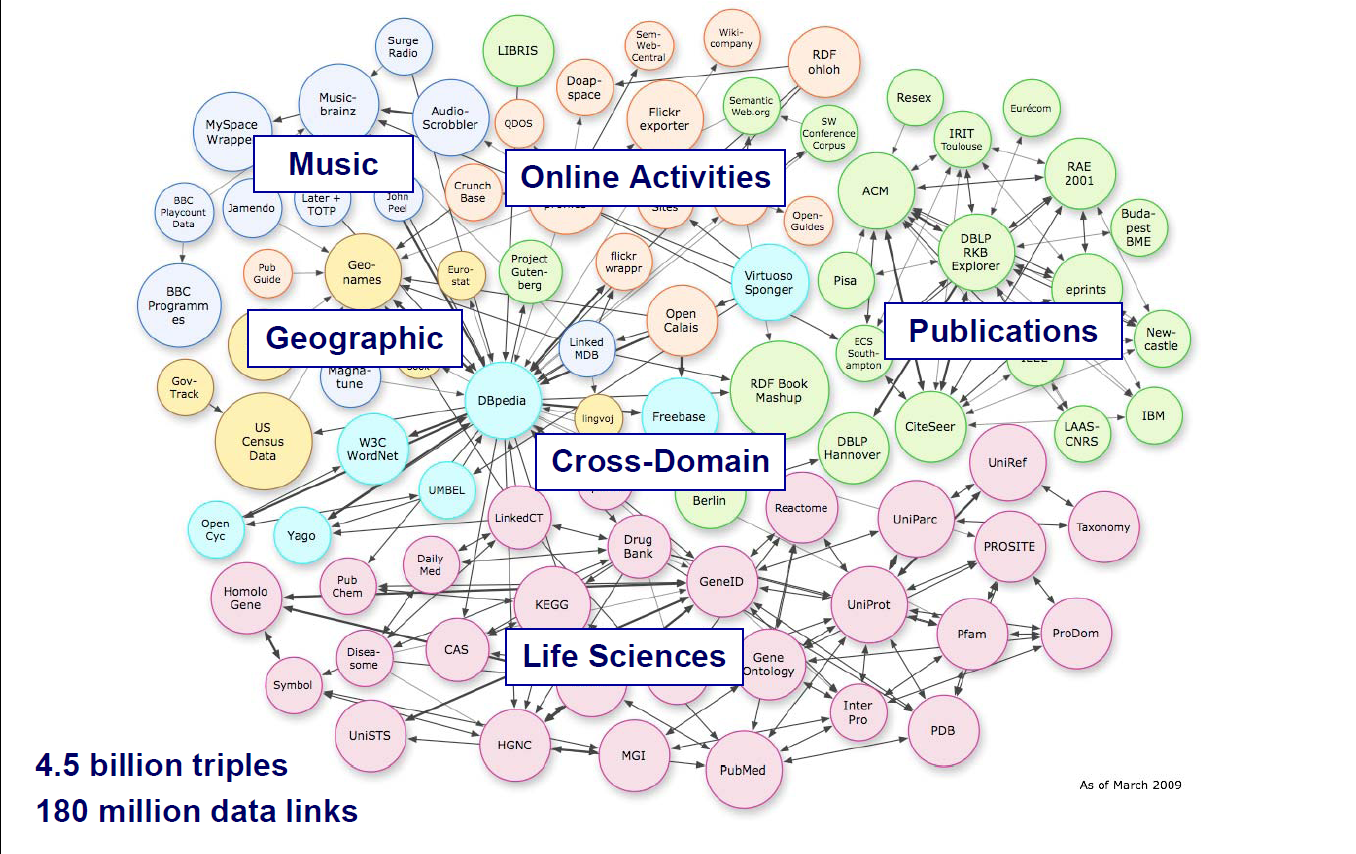 Surge
Radio
LIBRIS
Sem-
Web-
Central
Wiki-
company
RDF
ohloh
Doap-
space
Music-
brainz
Audio-
Scrobbler
MySpace
Wrapper
QDOS
Flickr
exporter
Semantic
Web.org
SW
Conference
Corpus
Resex
IRIT
Toulouse
Eurécom
RAE
2001
ACM
Music
Online Activities
BBC
Playcount
Data
Jamendo
Later +
TOTP
John
Peel
Crunch
Base
Sites
Open-
Guides
Buda-
pest
BME
DBLP
RKB
Explorer
Pub
Guide
Geo-
names
Euro-
stat
Project
Guten-
berg
flickr
wrappr
Virtuoso
Sponger
Pisa
eprints
BBC
Programm
es
Open
Calais
Geographic
Publications
Linked
MDB
ECS
South-
ampton
New-
castle
Gov-
Track
Magna-
tune
DBpedia
RDF Book
Mashup
lingvoj
Freebase
US
Census
Data
W3C
WordNet
DBLP
Hannover
CiteSeer
LAAS-
CNRS
IBM
Cross-Domain
UMBEL
Berlin
UniRef
Open
Cyc
Yago
LinkedCT
Reactome
UniParc
Taxonomy
Drug
Bank
PROSITE
Daily
Med
Homolo
Gene
Pub
Chem
KEGG
GeneID
UniProt
Pfam
ProDom
Disea-
some
CAS
Life Sciences
Gene
Ontology
Symbol
Inter
Pro
UniSTS
HGNC
MGI
PubMed
PDB
4.5 billion triples
180 million data links
As of March 2009